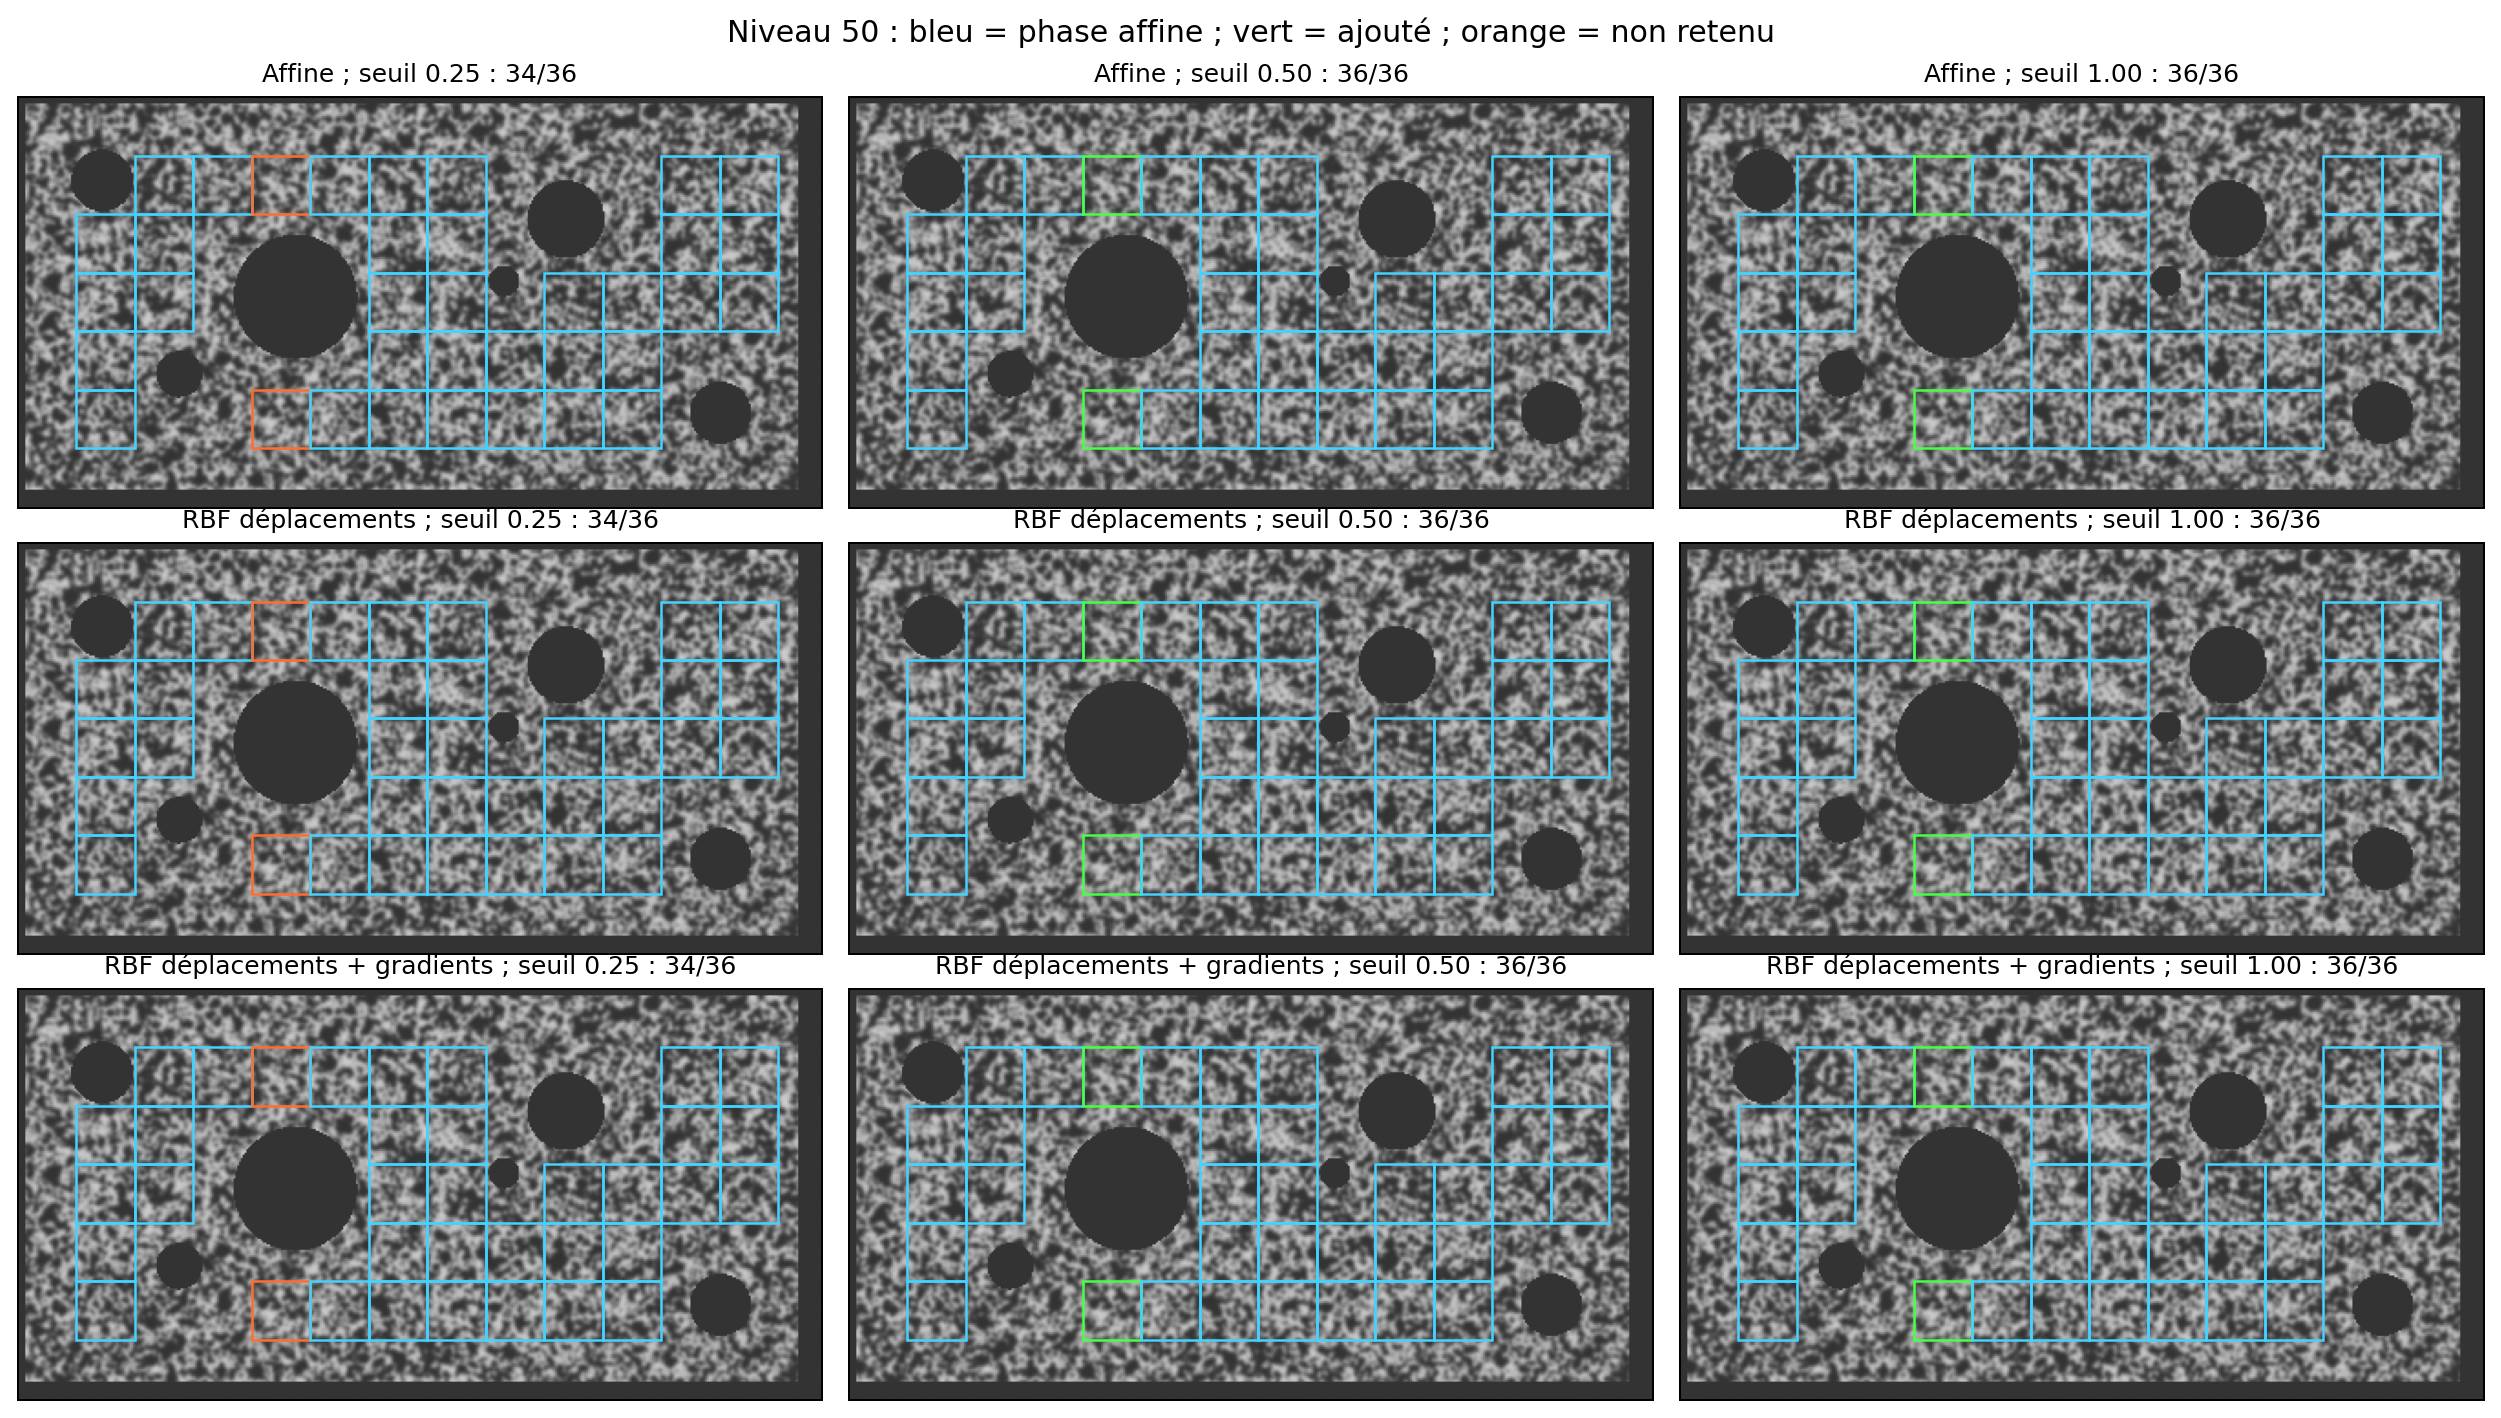 Niveau 50 : bleu = phase affine ; vert = ajouté ; orange = non retenu
Affine ; seuil 0.25 : 34/36
Affine ; seuil 0.50 : 36/36
Affine ; seuil 1.00 : 36/36
RBF déplacements ; seuil 0.25 : 34/36
RBF déplacements ; seuil 0.50 : 36/36
RBF déplacements ; seuil 1.00 : 36/36
RBF déplacements + gradients ; seuil 0.25 : 34/36
RBF déplacements + gradients ; seuil 0.50 : 36/36
RBF déplacements + gradients ; seuil 1.00 : 36/36